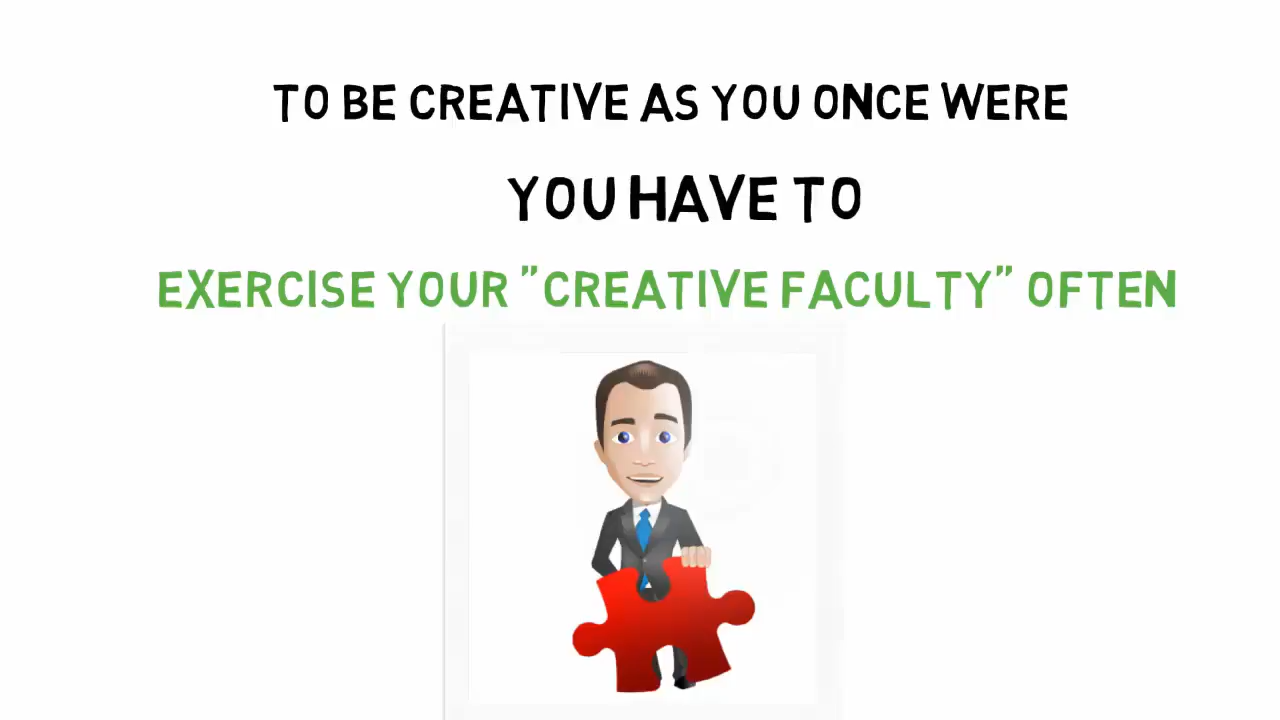 TO BE CREATIVE AS YOU ONCE WERE
YOU HAVE TO
EXERCISE YOUR "CREATIVE FACULTY" OFTEN